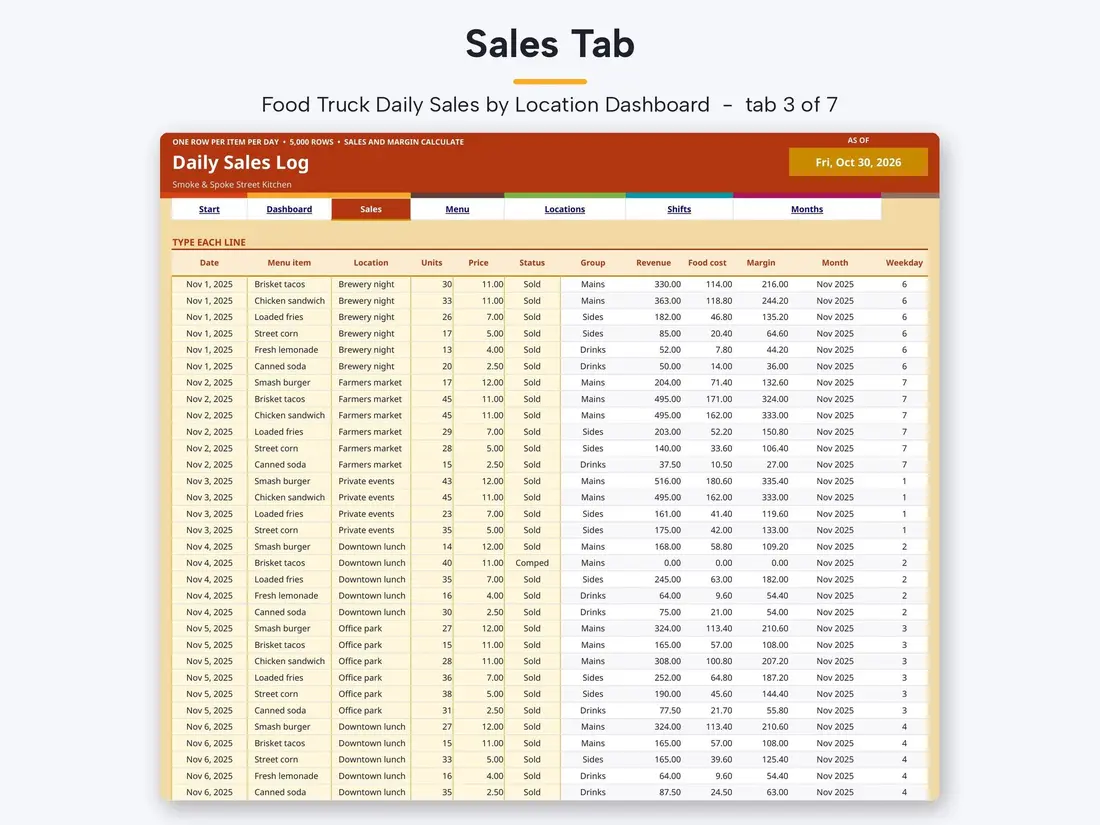 Sales Tab
Food Truck Daily Sales by Location Dashboard – tab 3 of 7
ONE ROW PER ITEM PER DAY • 5,000 ROWS • SALES AND MARGIN CALCULATE
AS OF
Daily Sales Log
Fri, Oct 30, 2026
Smoke & Spoke Street Kitchen
Start Dashboard Sales Menu Locations Shifts Months
TYPE EACH LINE
Date Menu item Location Units Price Status Group Revenue Food cost Margin Month Weekday
Nov 1, 2025 Brisket tacos Brewery night 30 11.00 Sold Mains 330.00 114.00 216.00 Nov 2025 6
Nov 1, 2025 Chicken sandwich Brewery night 33 11.00 Sold Mains 363.00 118.80 244.20 Nov 2025 6
Nov 1, 2025 Loaded fries Brewery night 26 7.00 Sold Sides 182.00 46.80 135.20 Nov 2025 6
Nov 1, 2025 Street corn Brewery night 17 5.00 Sold Sides 85.00 20.40 64.60 Nov 2025 6
Nov 1, 2025 Fresh lemonade Brewery night 13 4.00 Sold Drinks 52.00 7.80 44.20 Nov 2025 6
Nov 1, 2025 Canned soda Brewery night 20 2.50 Sold Drinks 50.00 14.00 36.00 Nov 2025 6
Nov 2, 2025 Smash burger Farmers market 17 12.00 Sold Mains 204.00 71.40 132.60 Nov 2025 7
Nov 2, 2025 Brisket tacos Farmers market 45 11.00 Sold Mains 495.00 171.00 324.00 Nov 2025 7
Nov 2, 2025 Chicken sandwich Farmers market 45 11.00 Sold Mains 495.00 162.00 333.00 Nov 2025 7
Nov 2, 2025 Loaded fries Farmers market 29 7.00 Sold Sides 203.00 52.20 150.80 Nov 2025 7
Nov 2, 2025 Street corn Farmers market 28 5.00 Sold Sides 140.00 33.60 106.40 Nov 2025 7
Nov 2, 2025 Canned soda Farmers market 15 2.50 Sold Drinks 37.50 10.50 27.00 Nov 2025 7
Nov 3, 2025 Smash burger Private events 43 12.00 Sold Mains 516.00 180.60 335.40 Nov 2025 1
Nov 3, 2025 Chicken sandwich Private events 45 11.00 Sold Mains 495.00 162.00 333.00 Nov 2025 1
Nov 3, 2025 Loaded fries Private events 23 7.00 Sold Sides 161.00 41.40 119.60 Nov 2025 1
Nov 3, 2025 Street corn Private events 35 5.00 Sold Sides 175.00 42.00 133.00 Nov 2025 1
Nov 4, 2025 Smash burger Downtown lunch 14 12.00 Sold Mains 168.00 58.80 109.20 Nov 2025 2
Nov 4, 2025 Brisket tacos Downtown lunch 40 11.00 Comped Mains 0.00 0.00 0.00 Nov 2025 2
Nov 4, 2025 Loaded fries Downtown lunch 35 7.00 Sold Sides 245.00 63.00 182.00 Nov 2025 2
Nov 4, 2025 Fresh lemonade Downtown lunch 16 4.00 Sold Drinks 64.00 9.60 54.40 Nov 2025 2
Nov 4, 2025 Canned soda Downtown lunch 30 2.50 Sold Drinks 75.00 21.00 54.00 Nov 2025 2
Nov 5, 2025 Smash burger Office park 27 12.00 Sold Mains 324.00 113.40 210.60 Nov 2025 3
Nov 5, 2025 Brisket tacos Office park 15 11.00 Sold Mains 165.00 57.00 108.00 Nov 2025 3
Nov 5, 2025 Chicken sandwich Office park 28 11.00 Sold Mains 308.00 100.80 207.20 Nov 2025 3
Nov 5, 2025 Loaded fries Office park 36 7.00 Sold Sides 252.00 64.80 187.20 Nov 2025 3
Nov 5, 2025 Street corn Office park 38 5.00 Sold Sides 190.00 45.60 144.40 Nov 2025 3
Nov 5, 2025 Canned soda Office park 31 2.50 Sold Drinks 77.50 21.70 55.80 Nov 2025 3
Nov 6, 2025 Smash burger Downtown lunch 27 12.00 Sold Mains 324.00 113.40 210.60 Nov 2025 4
Nov 6, 2025 Brisket tacos Downtown lunch 15 11.00 Sold Mains 165.00 57.00 108.00 Nov 2025 4
Nov 6, 2025 Street corn Downtown lunch 33 5.00 Sold Sides 165.00 39.60 125.40 Nov 2025 4
Nov 6, 2025 Fresh lemonade Downtown lunch 16 4.00 Sold Drinks 64.00 9.60 54.40 Nov 2025 4
Nov 6, 2025 Canned soda Downtown lunch 35 2.50 Sold Drinks 87.50 24.50 63.00 Nov 2025 4